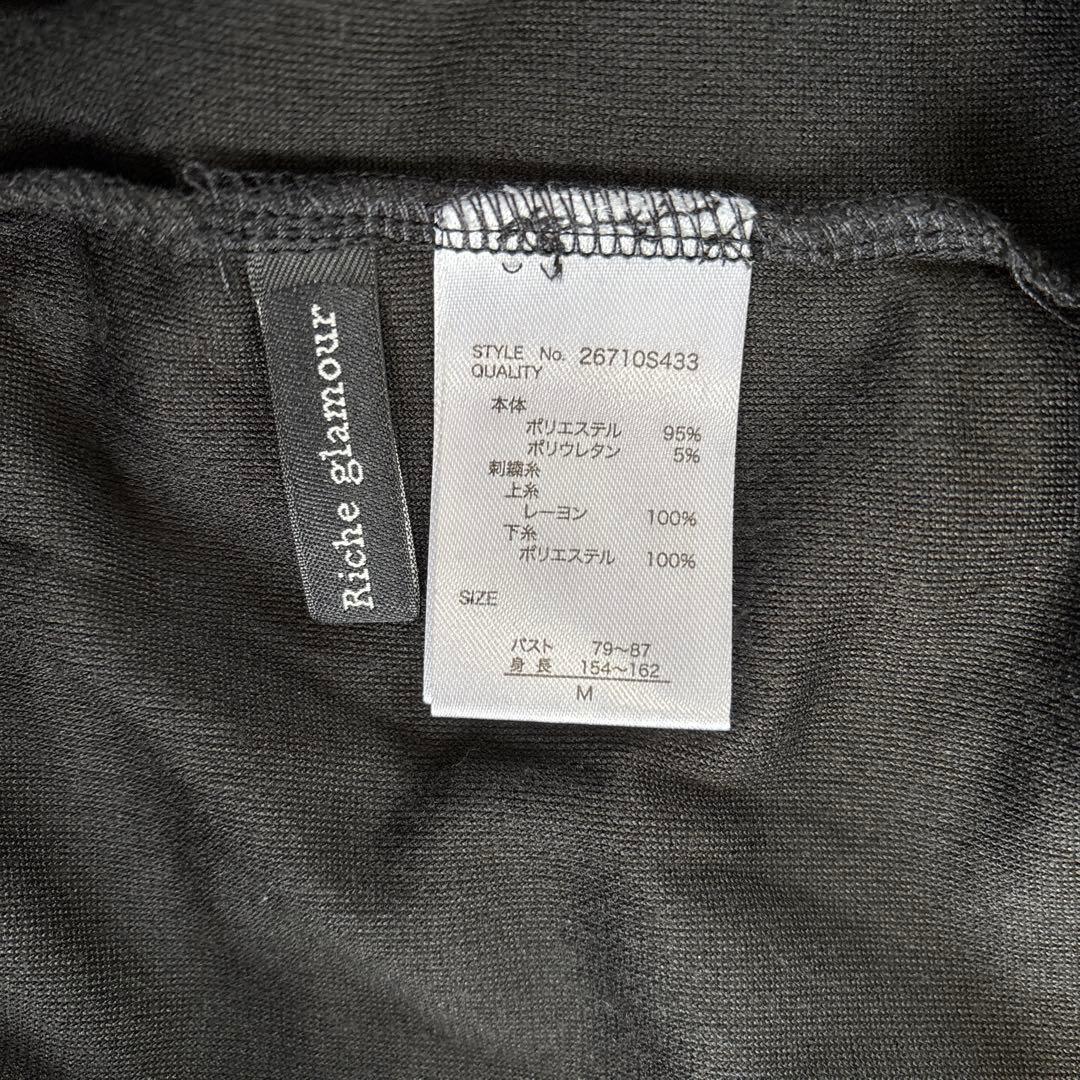 Riche glamour
STYLE No. 26710S433
QUALITY
本体
ポリエステル 95%
ポリウレタン 5%
刺繍糸
上糸
レーヨン 100%
下糸
ポリエステル 100%
SIZE
バスト 79～87
身長 154～162
M